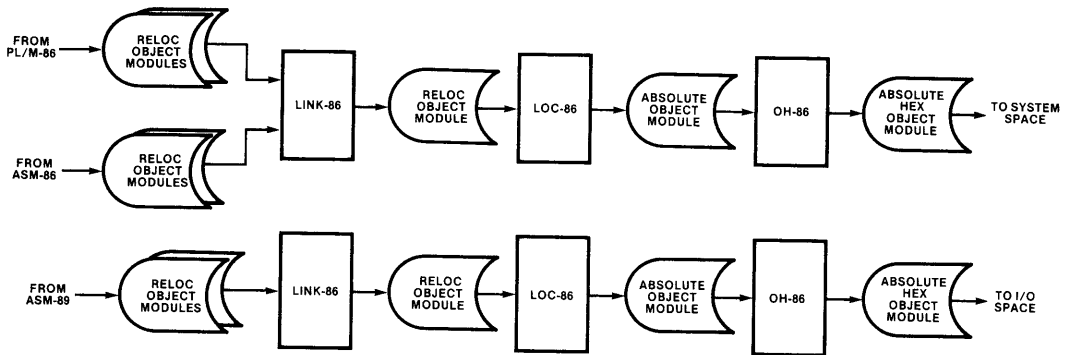 FROM
PL/M-86
RELOC
OBJECT
MODULES
LINK-86
RELOC
OBJECT
MODULE
LOC-86
ABSOLUTE
OBJECT
MODULE
OH-86
ABSOLUTE
HEX
OBJECT
MODULE
TO SYSTEM
SPACE
FROM
ASM-86
RELOC
OBJECT
MODULES
FROM
ASM-89
RELOC
OBJECT
MODULES
LINK-86
RELOC
OBJECT
MODULE
LOC-86
ABSOLUTE
OBJECT
MODULE
OH-86
ABSOLUTE
HEX
OBJECT
MODULE
TO I/O
SPACE